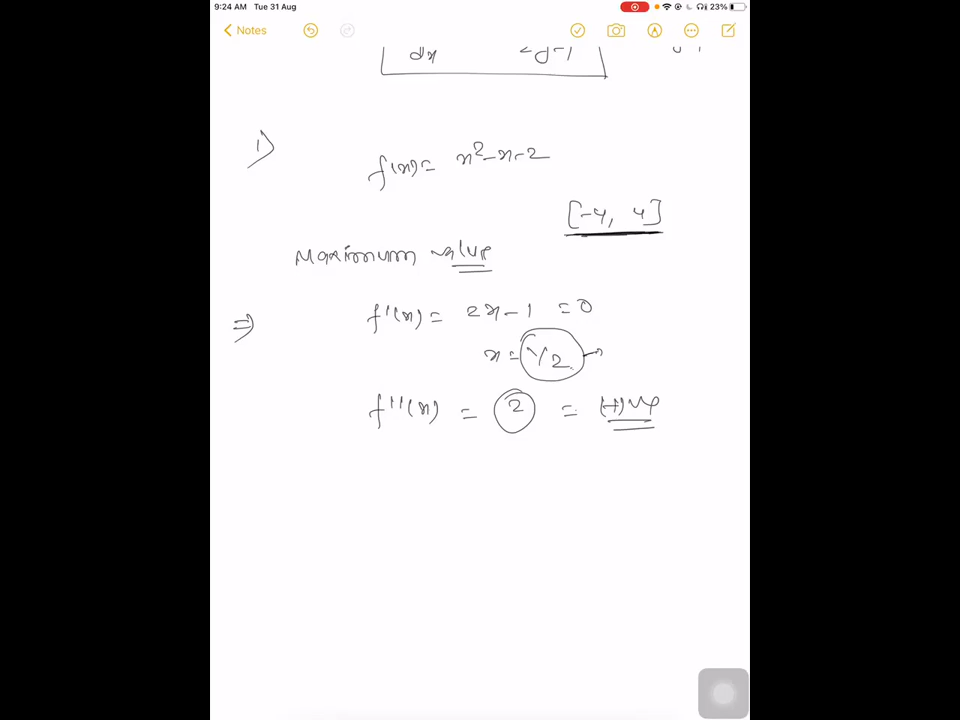 9:24 AM Tue 31 Aug
23%
Notes
dx
1)
f(x) = x²-x-2
[-4, 4]
Maximum value
⇒ f'(x) = 2x-1 = 0
x = 1/2 →
f''(x) = 2 = (+)ve